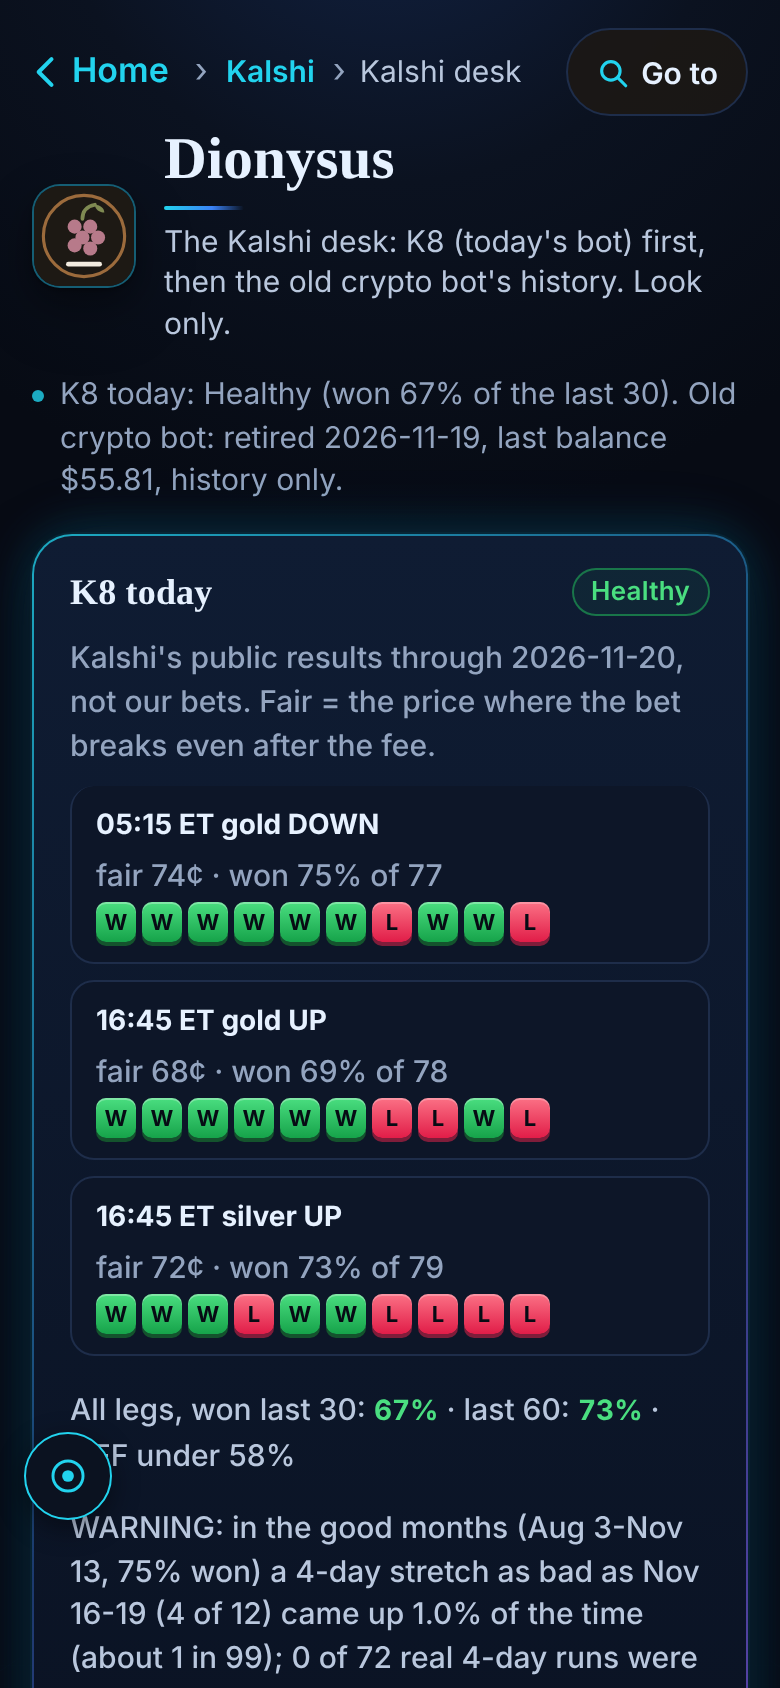 Home › Kalshi › Kalshi desk
Go to
Dionysus
The Kalshi desk: K8 (today's bot) first,
then the old crypto bot's history. Look
only.
K8 today: Healthy (won 67% of the last 30). Old
crypto bot: retired 2026-11-19, last balance
$55.81, history only.
K8 today
Healthy
Kalshi's public results through 2026-11-20,
not our bets. Fair = the price where the bet
breaks even after the fee.
05:15 ET gold DOWN
fair 74¢ · won 75% of 77
W W W W W W L W W L
16:45 ET gold UP
fair 68¢ · won 69% of 78
W W W W W W L L W L
16:45 ET silver UP
fair 72¢ · won 73% of 79
W W W L W W L L L L
All legs, won last 30: 67% · last 60: 73% ·
under 58%
WARNING: in the good months (Aug 3-Nov
13, 75% won) a 4-day stretch as bad as Nov
16-19 (4 of 12) came up 1.0% of the time
(about 1 in 99); 0 of 72 real 4-day runs were